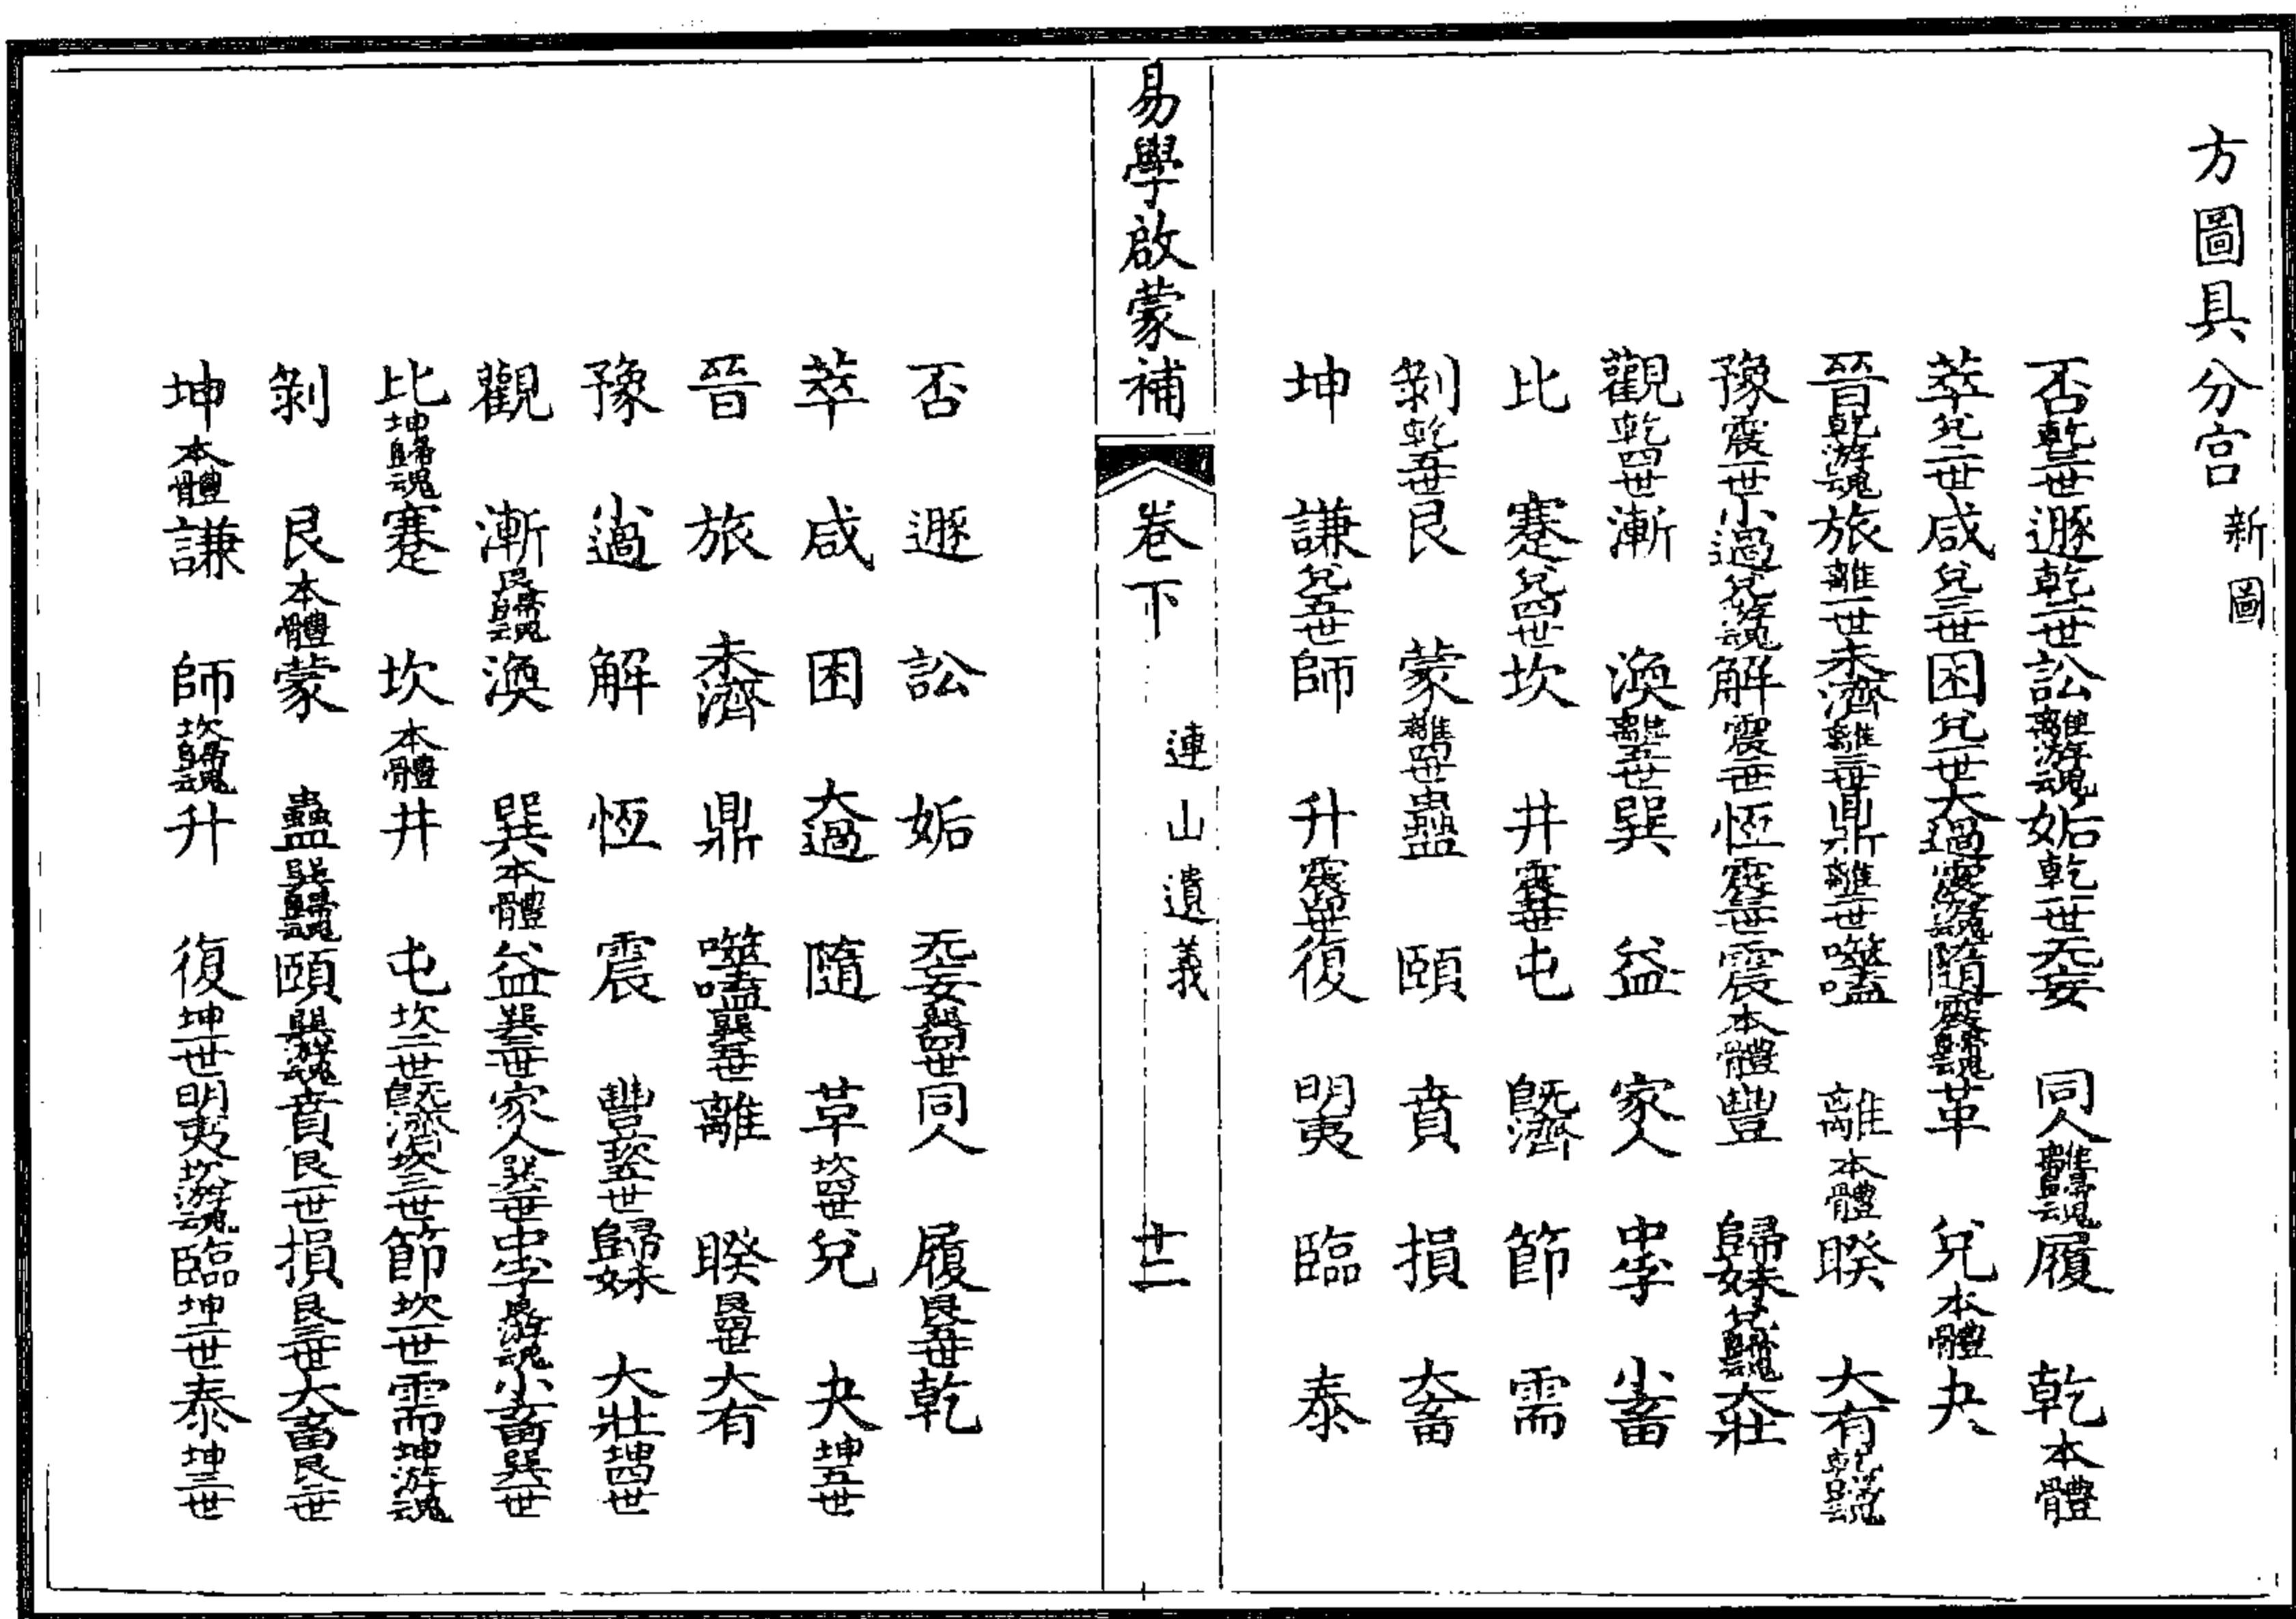 方圖具分宮 新圖
否乾三世遯乾二世訟離游魂姤乾一世无妄 同人離歸魂履 乾本體
萃兌二世咸兌三世困兌一世大過震游魂隨震歸魂革 兌本體夬
晉乾游魂旅離一世未濟離三世鼎離二世噬嗑 離本體睽 大有乾歸魂
豫震一世小過兌游魂解震二世恆震三世震本體豐 歸妹兌歸魂大壯
觀乾四世漸 渙離五世巽 益 家人 中孚 小畜
比 蹇兌四世坎 井震五世屯 既濟 節 需
剝乾五世艮 蒙離四世蠱 頤 賁 損 大畜
坤 謙兌五世師 升震四世復 明夷 臨 泰
易學啟蒙補 卷下 連山遺義 十二
否 遯 訟 姤 无妄巽四世同人 履艮五世乾
萃 咸 困 大過 隨 革坎四世兌 夬坤五世
晉 旅 未濟 鼎 噬嗑巽五世離 睽艮四世大有
豫 小過 解 恆 震 豐坎五世歸妹 大壯坤四世
觀 漸艮歸魂渙 巽本體益巽三世家人巽二世中孚艮游魂小畜巽一世
比坤歸魂蹇 坎本體井 屯坎二世既濟坎三世節坎一世需坤游魂
剝 艮本體蒙 蠱巽歸魂頤巽游魂賁艮一世損艮三世大畜艮二世
坤本體謙 師坎歸魂升 復坤一世明夷坎游魂臨坤二世泰坤三世